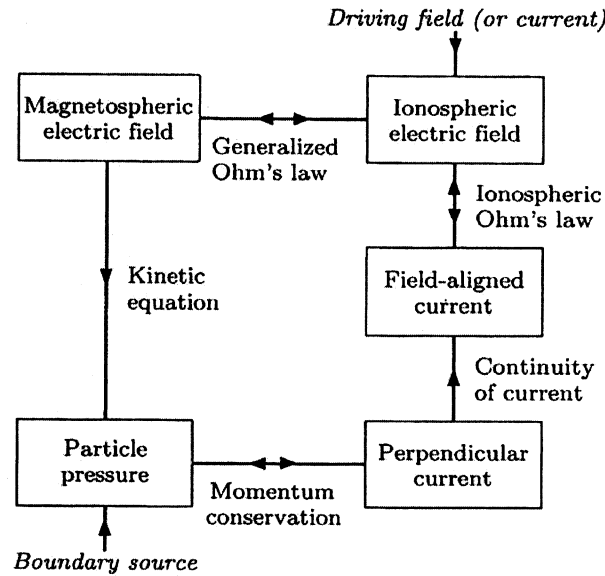 Driving field (or current)
Magnetospheric
electric field
Ionospheric
electric field
Generalized
Ohm's law
Ionospheric
Ohm's law
Field-aligned
current
Kinetic
equation
Continuity
of current
Particle
pressure
Perpendicular
current
Momentum
conservation
Boundary source